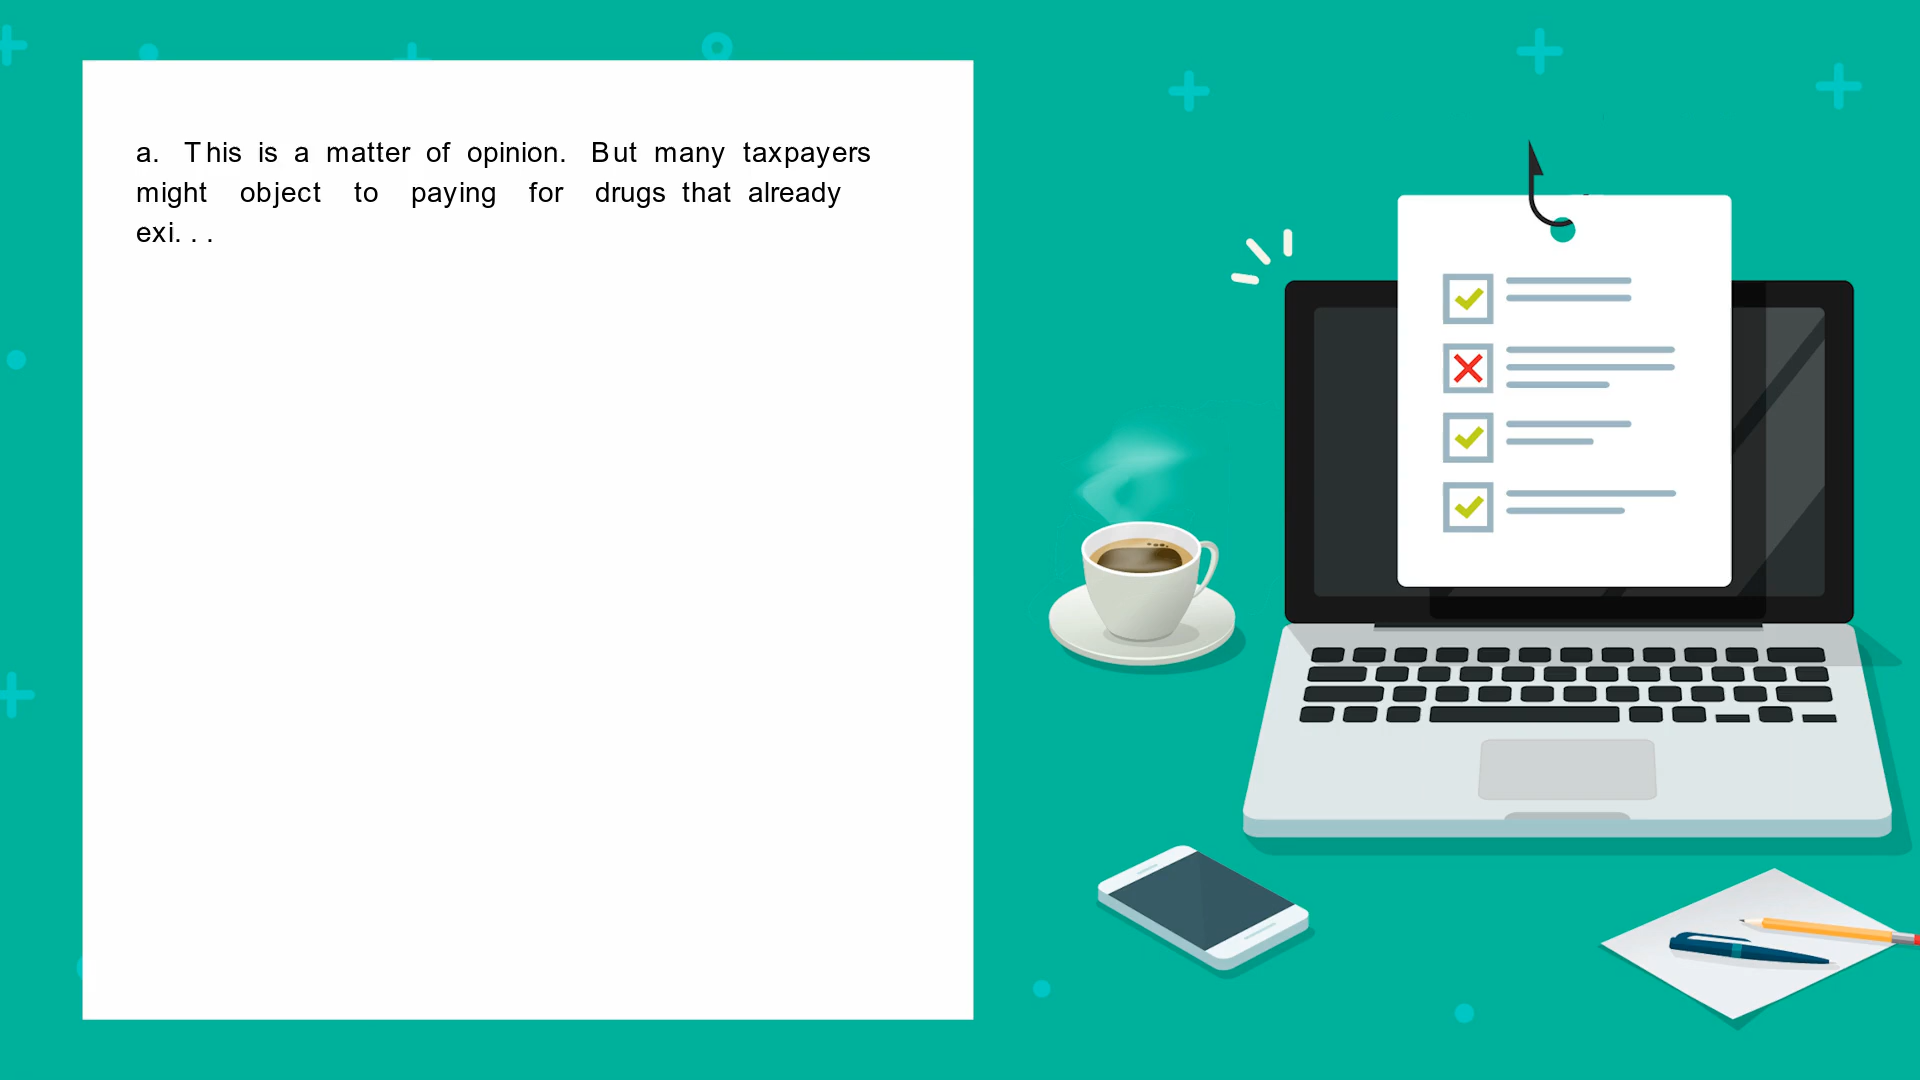 a. This is a matter of opinion. But many taxpayers
might object to paying for drugs that already
exi. . .